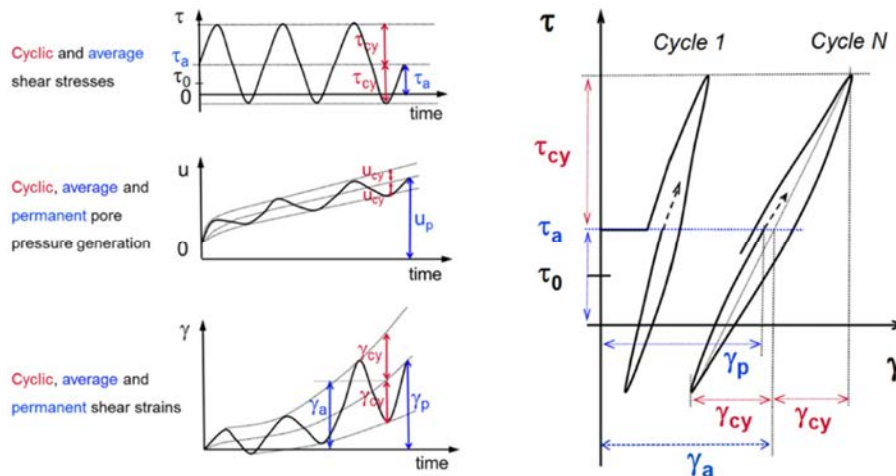 τ
Cyclic and average
shear stresses
τa
τ0
0
τcy
τcy
τa
time
u
Cyclic, average and
permanent pore
pressure generation
0
ucy
ucy
up
time
γ
Cyclic, average and
permanent shear strains
γcy
γa
γcy
γp
time
τ
Cycle 1
Cycle N
τcy
τa
τ0
γ
γp
γcy
γcy
γa